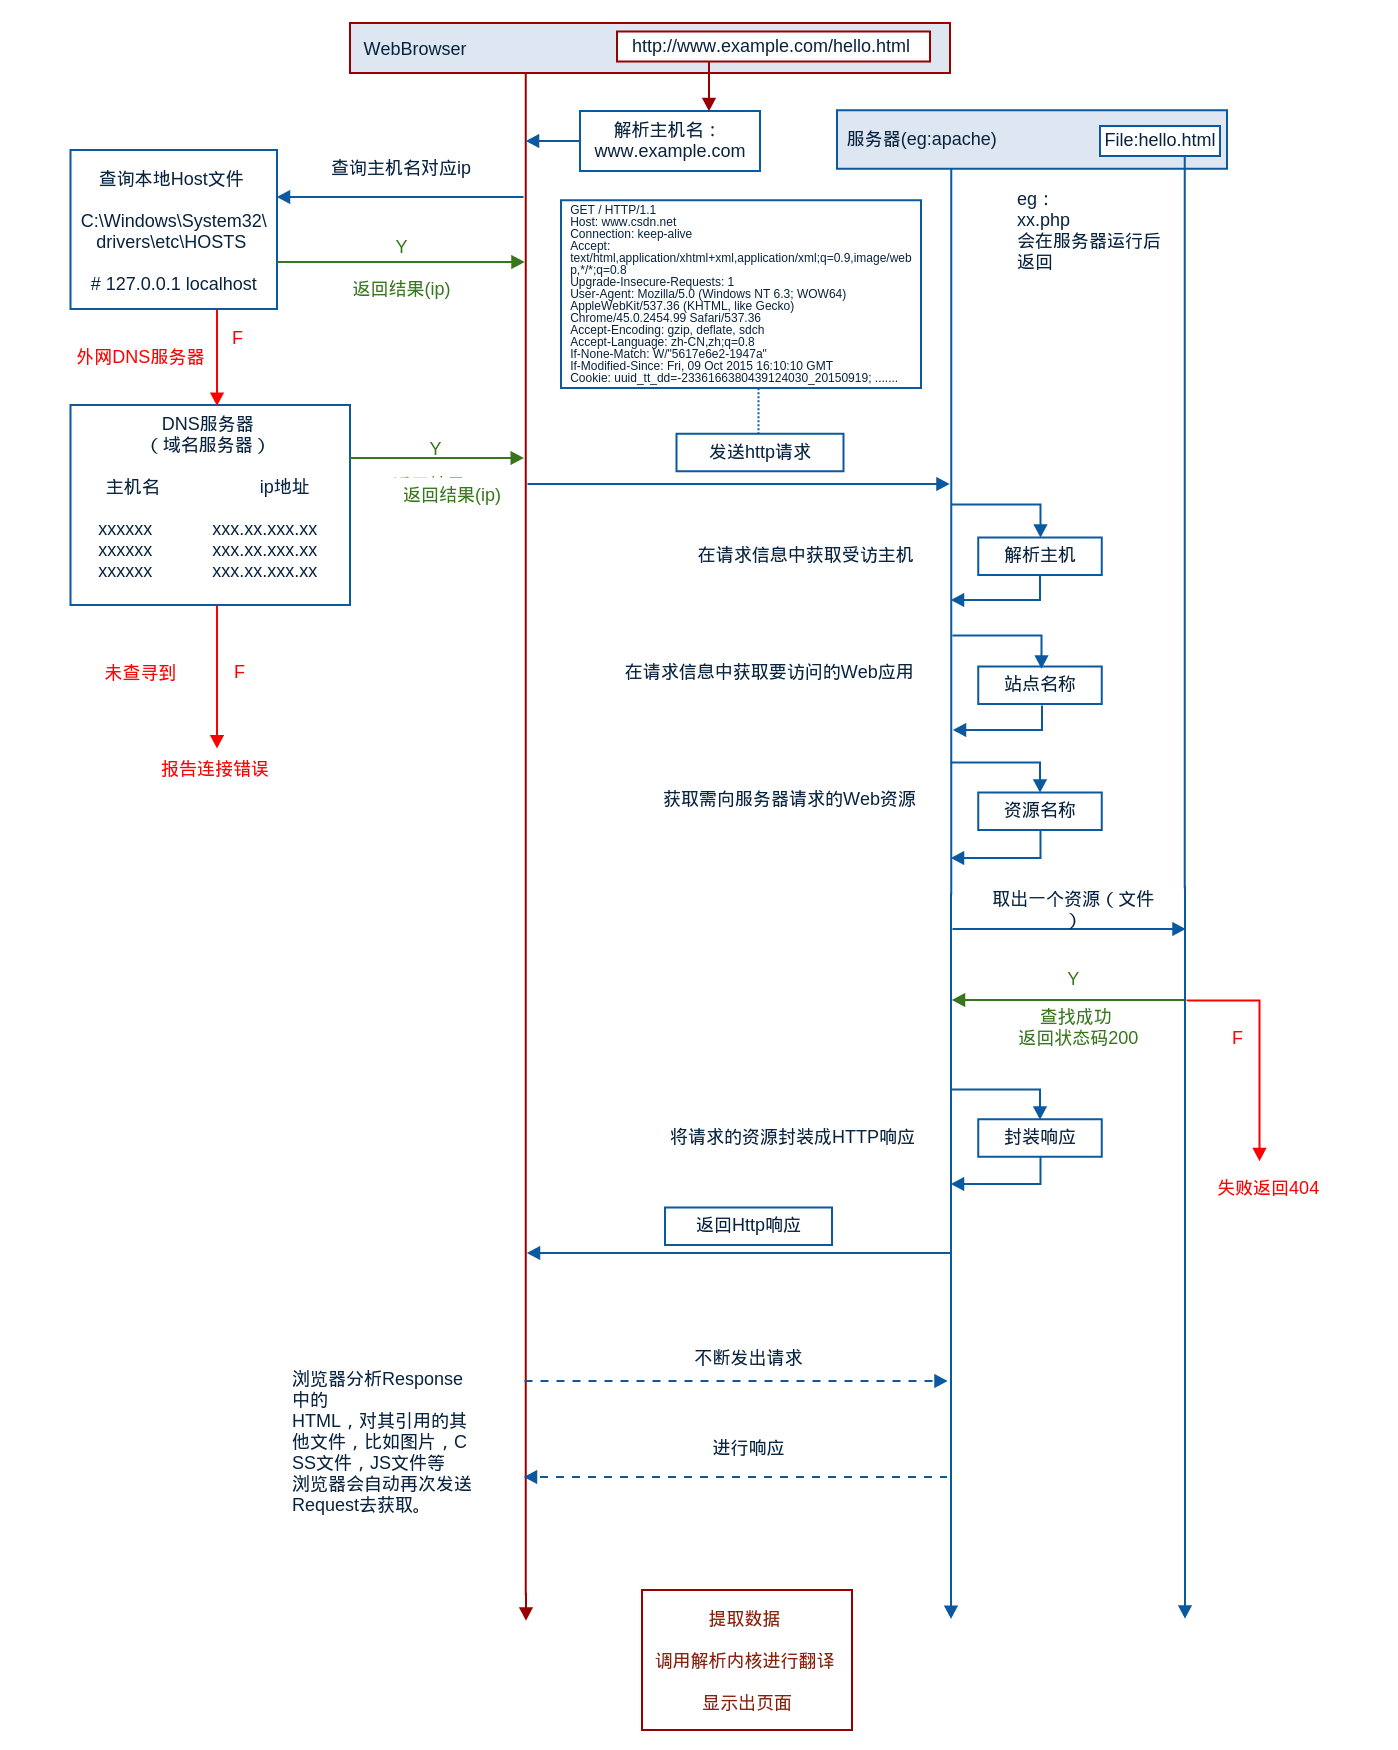 WebBrowser
http://www.example.com/hello.html
解析主机名：
www.example.com
服务器(eg:apache)
File:hello.html
查询主机名对应ip
查询本地Host文件
C:\Windows\System32\
drivers\etc\HOSTS
# 127.0.0.1 localhost
Y
返回结果(ip)
GET / HTTP/1.1
Host: www.csdn.net
Connection: keep-alive
Accept:
text/html,application/xhtml+xml,application/xml;q=0.9,image/web
p,*/*;q=0.8
Upgrade-Insecure-Requests: 1
User-Agent: Mozilla/5.0 (Windows NT 6.3; WOW64)
AppleWebKit/537.36 (KHTML, like Gecko)
Chrome/45.0.2454.99 Safari/537.36
Accept-Encoding: gzip, deflate, sdch
Accept-Language: zh-CN,zh;q=0.8
If-None-Match: W/"5617e6e2-1947a"
If-Modified-Since: Fri, 09 Oct 2015 16:10:10 GMT
Cookie: uuid_tt_dd=-2336166380439124030_20150919; .......
eg：
xx.php
会在服务器运行后
返回
F
外网DNS服务器
DNS服务器
（域名服务器）
主机名 ip地址
xxxxxx xxx.xx.xxx.xx
xxxxxx xxx.xx.xxx.xx
xxxxxx xxx.xx.xxx.xx
Y
返回结果(ip)
发送http请求
在请求信息中获取受访主机
解析主机
未查寻到
F
报告连接错误
在请求信息中获取要访问的Web应用
站点名称
获取需向服务器请求的Web资源
资源名称
取出一个资源（文件
）
Y
查找成功
返回状态码200
F
失败返回404
将请求的资源封装成HTTP响应
封装响应
返回Http响应
不断发出请求
浏览器分析Response
中的
HTML，对其引用的其
他文件，比如图片，C
SS文件，JS文件等
浏览器会自动再次发送
Request去获取。
进行响应
提取数据
调用解析内核进行翻译
显示出页面